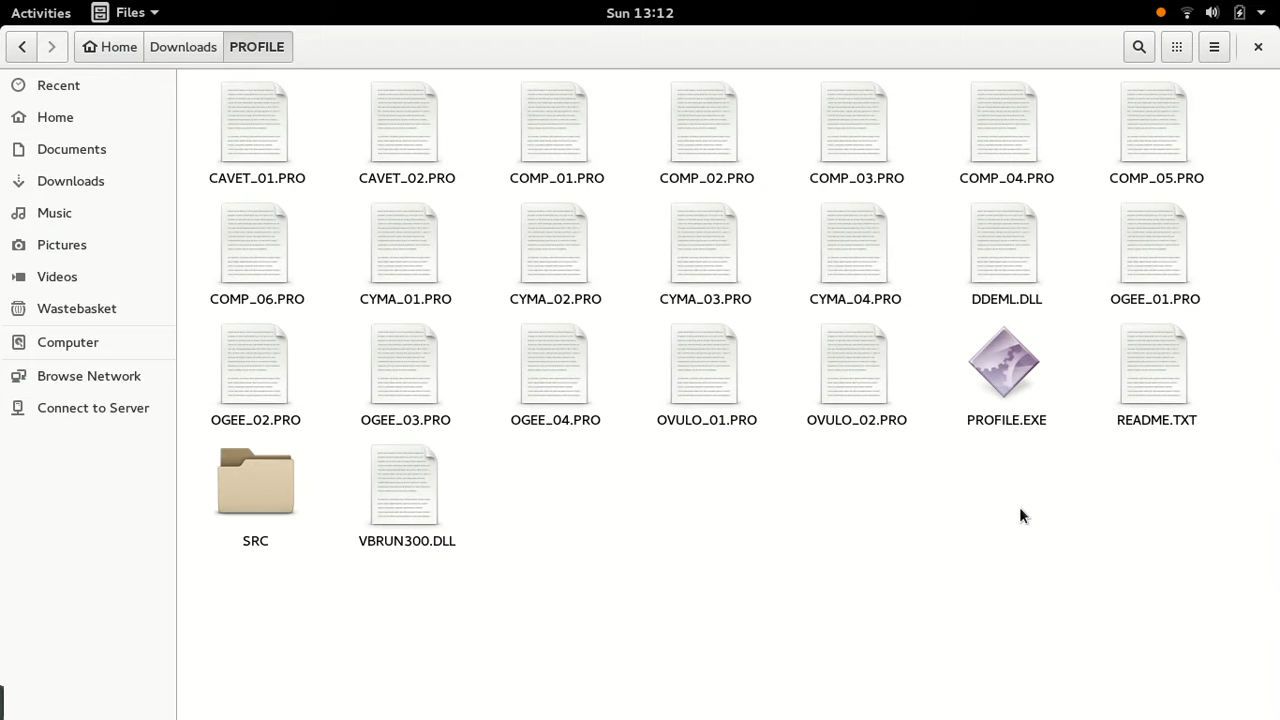 Activities Files Sun 13:12
Home Downloads PROFILE
Recent
Home
Documents
Downloads
Music
Pictures
Videos
Wastebasket
Computer
Browse Network
Connect to Server
CAVET_01.PRO CAVET_02.PRO COMP_01.PRO COMP_02.PRO COMP_03.PRO COMP_04.PRO COMP_05.PRO
COMP_06.PRO CYMA_01.PRO CYMA_02.PRO CYMA_03.PRO CYMA_04.PRO DDEML.DLL OGEE_01.PRO
OGEE_02.PRO OGEE_03.PRO OGEE_04.PRO OVULO_01.PRO OVULO_02.PRO PROFILE.EXE README.TXT
SRC VBRUN300.DLL